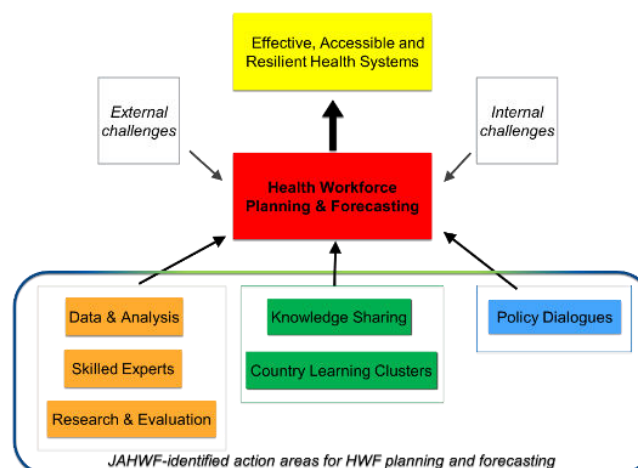 Effective, Accessible and
Resilient Health Systems
External
challenges
Internal
challenges
Health Workforce
Planning & Forecasting
Data & Analysis
Skilled Experts
Research & Evaluation
Knowledge Sharing
Country Learning Clusters
Policy Dialogues
JAHWF-identified action areas for HWF planning and forecasting